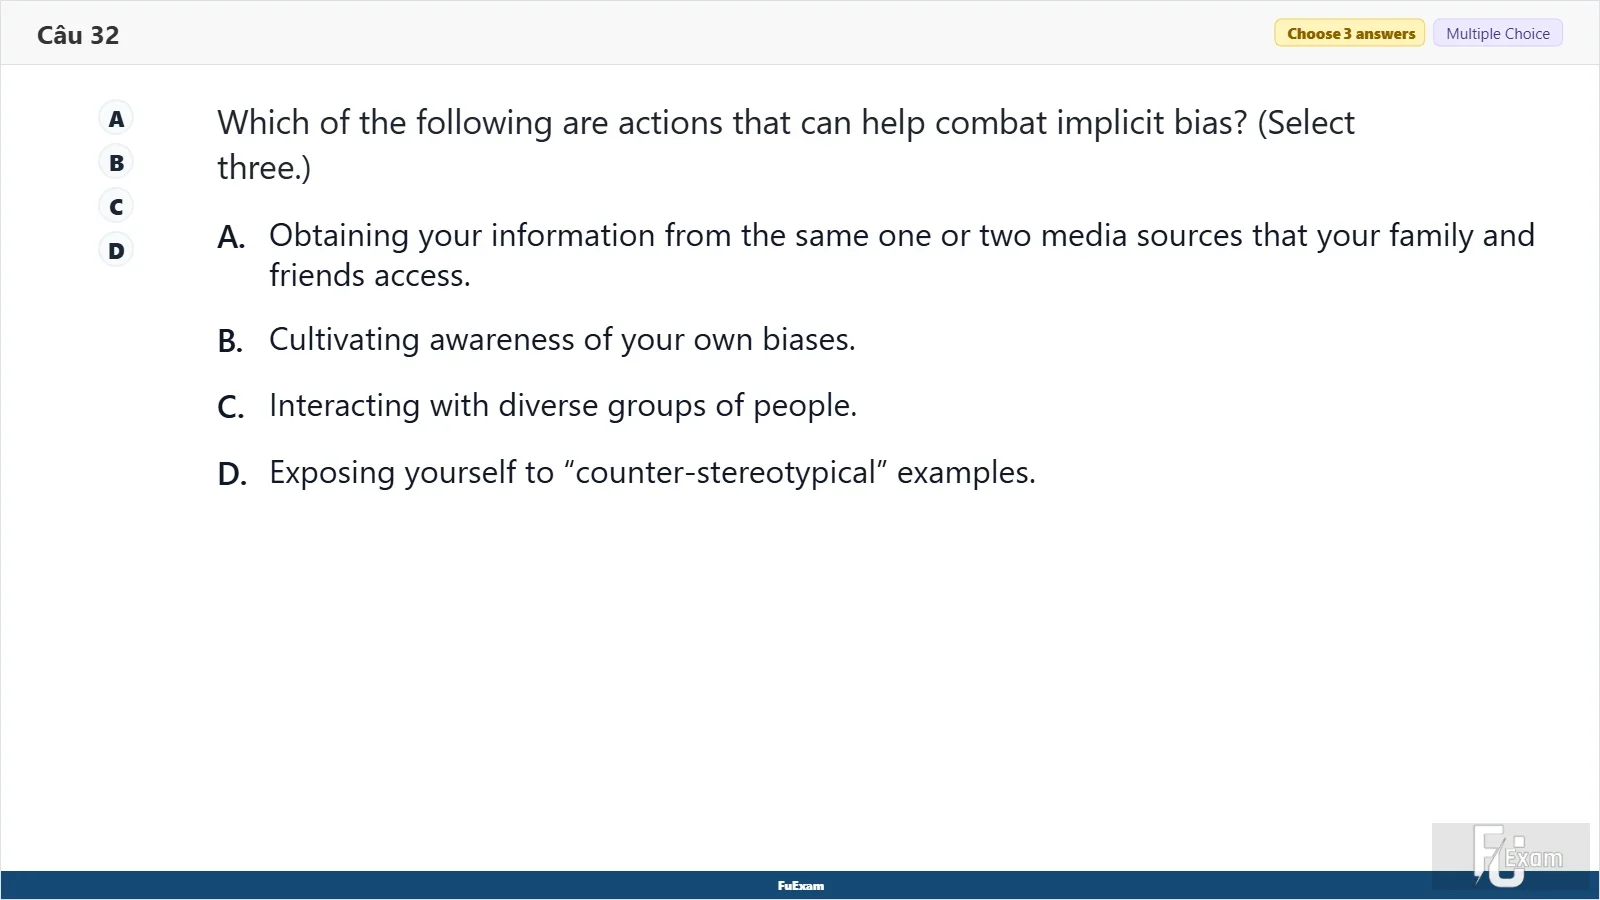 Câu 32
Choose 3 answers
Multiple Choice
A
B
C
D
Which of the following are actions that can help combat implicit bias? (Select
three.)
A. Obtaining your information from the same one or two media sources that your family and
friends access.
B. Cultivating awareness of your own biases.
C. Interacting with diverse groups of people.
D. Exposing yourself to “counter-stereotypical” examples.
FuExam
FU Exam